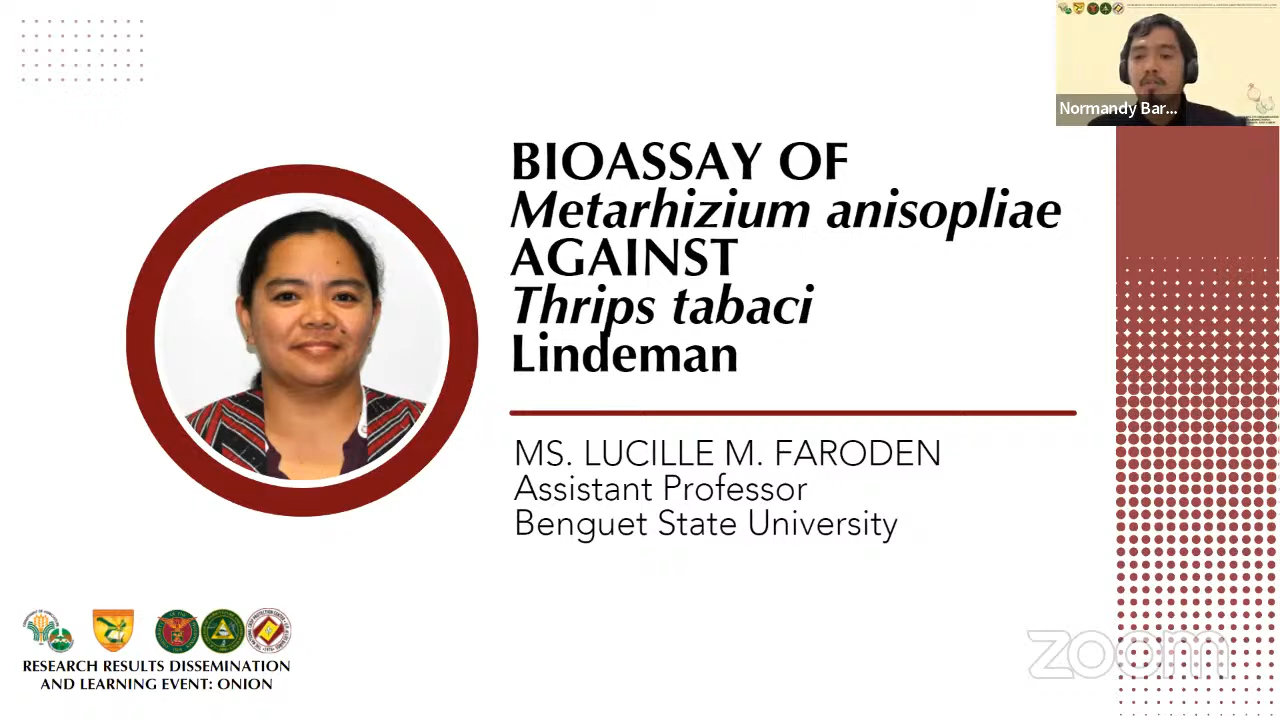 Normandy Bar...
BIOASSAY OF
Metarhizium anisopliae
AGAINST
Thrips tabaci
Lindeman
MS. LUCILLE M. FARODEN
Assistant Professor
Benguet State University
RESEARCH RESULTS DISSEMINATION
AND LEARNING EVENT: ONION
zoom